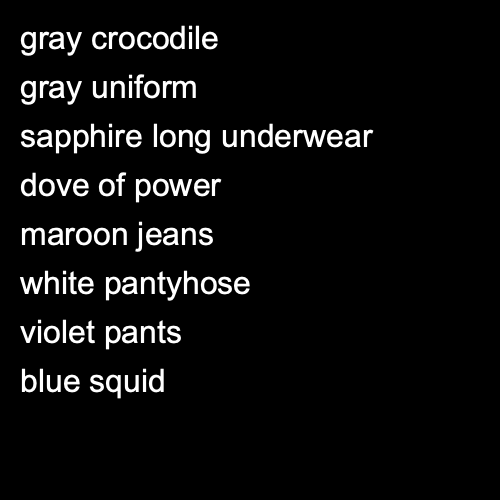 gray crocodile
gray uniform
sapphire long underwear
dove of power
maroon jeans
white pantyhose
violet pants
blue squid